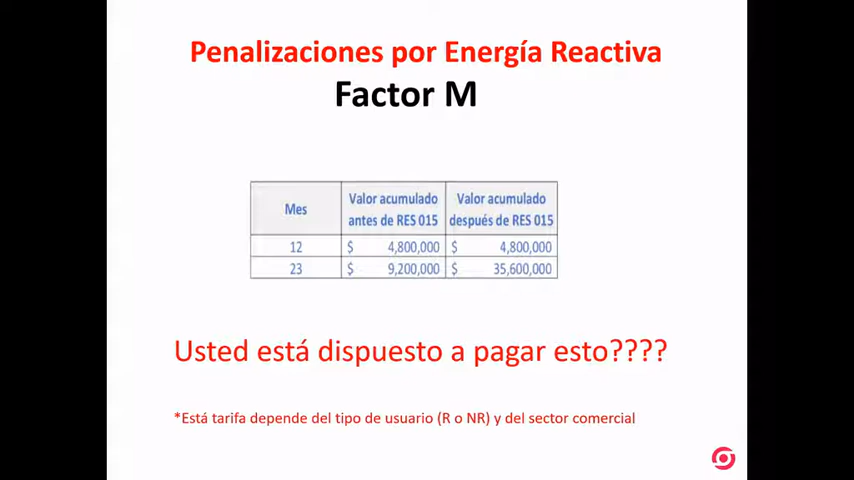 Penalizaciones por Energía Reactiva
Factor M
Mes
Valor acumulado antes de RES 015
Valor acumulado después de RES 015
12 $ 4,800,000 $ 4,800,000
23 $ 9,200,000 $ 35,600,000
Usted está dispuesto a pagar esto????
*Está tarifa depende del tipo de usuario (R o NR) y del sector comercial